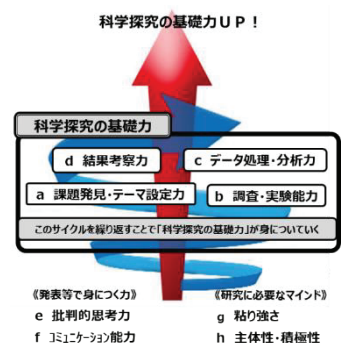 科学探究の基礎力UP!
科学探究の基礎力
d 結果考察力
c データ処理・分析力
a 課題発見・テーマ設定力
b 調査・実験能力
このサイクルを繰り返すことで「科学探究の基礎力」が身についていく
《発表等で身につく力》
e 批判的思考力
f コミュニケーション能力
《研究に必要なマインド》
g 粘り強さ
h 主体性・積極性